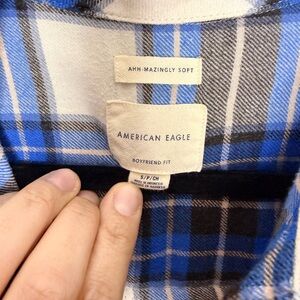 AHH-MAZINGLY SOFT
AMERICAN EAGLE
BOYFRIEND FIT
S/P/CH